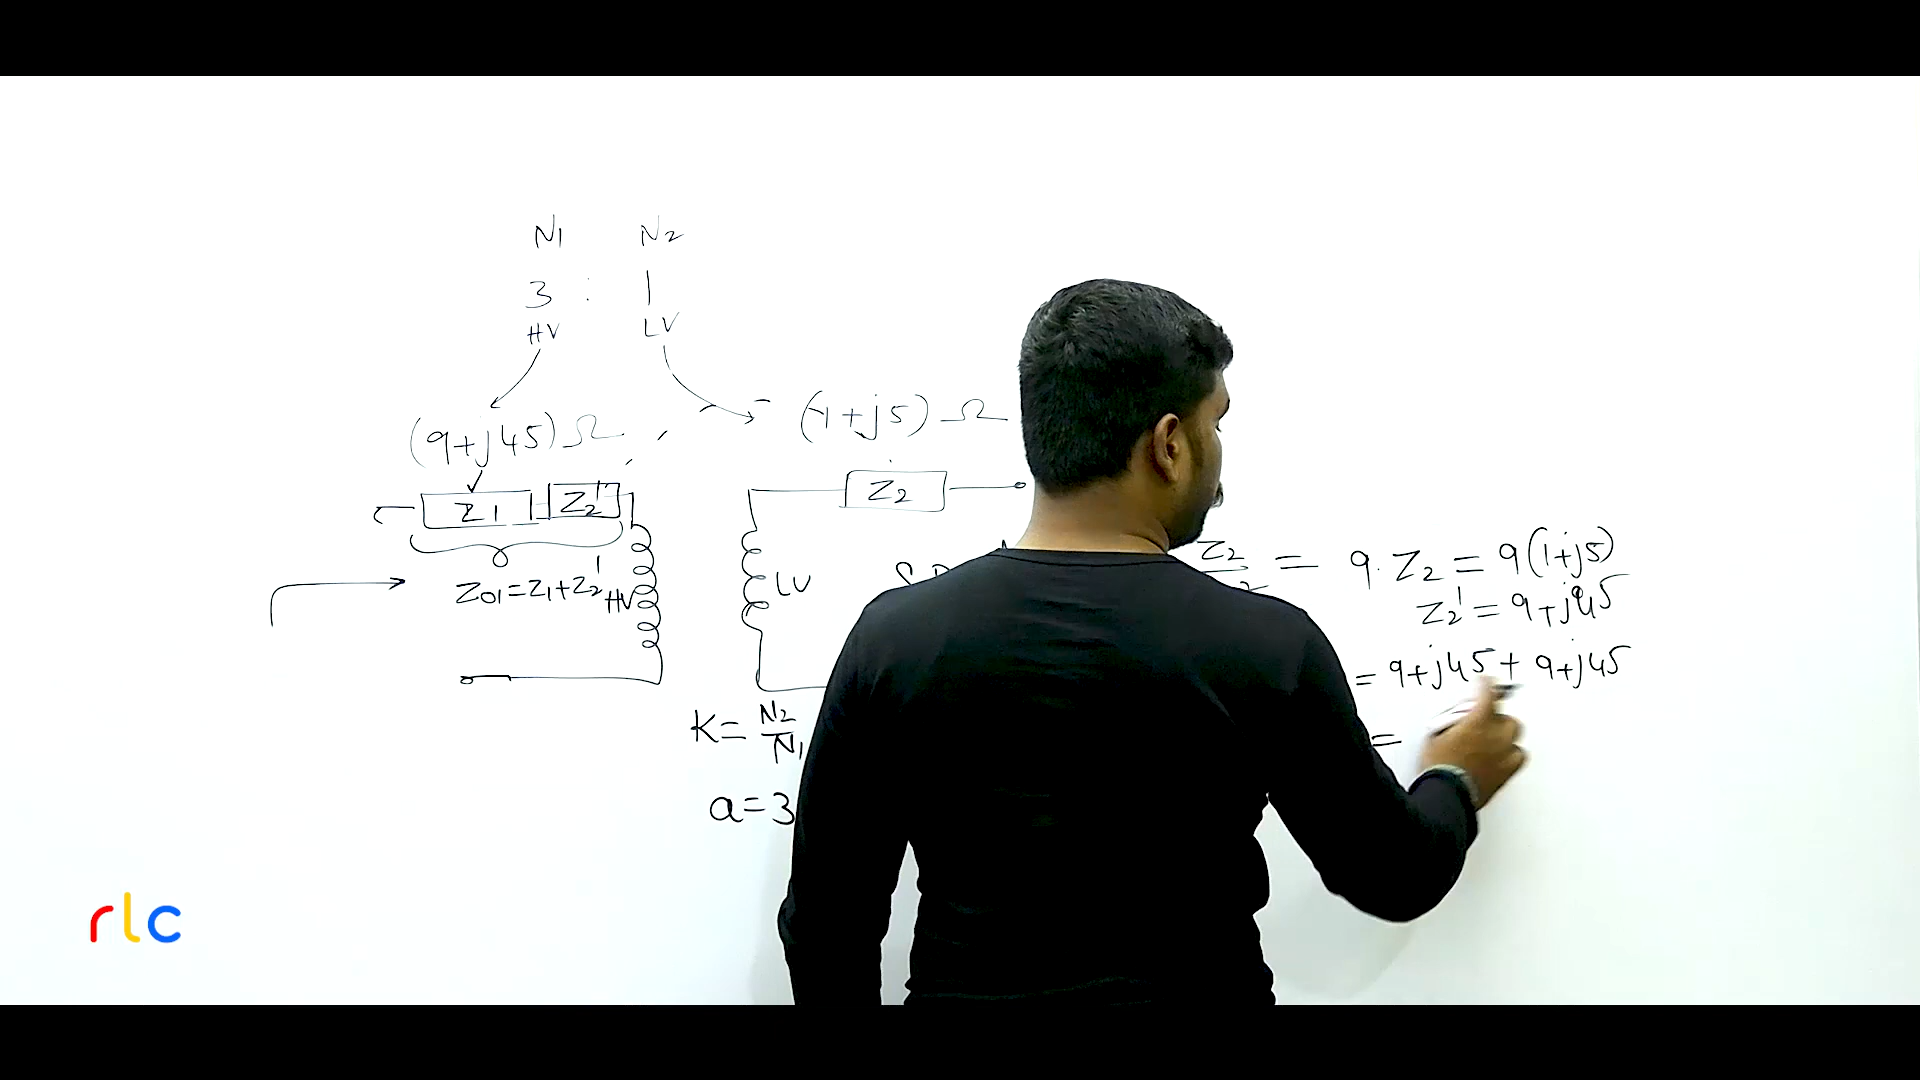 N1 N2
3 : 1
HV LV
(9+j45)Ω
(1+j5)Ω
Z1 Z2'
Z2
Z01=Z1+Z2'
HV
LV
Z2 = 9.Z2 = 9(1+j5)
Z2' = 9+j45
= 9+j45 + 9+j45
K= N2/N1
=
a=3
rlc